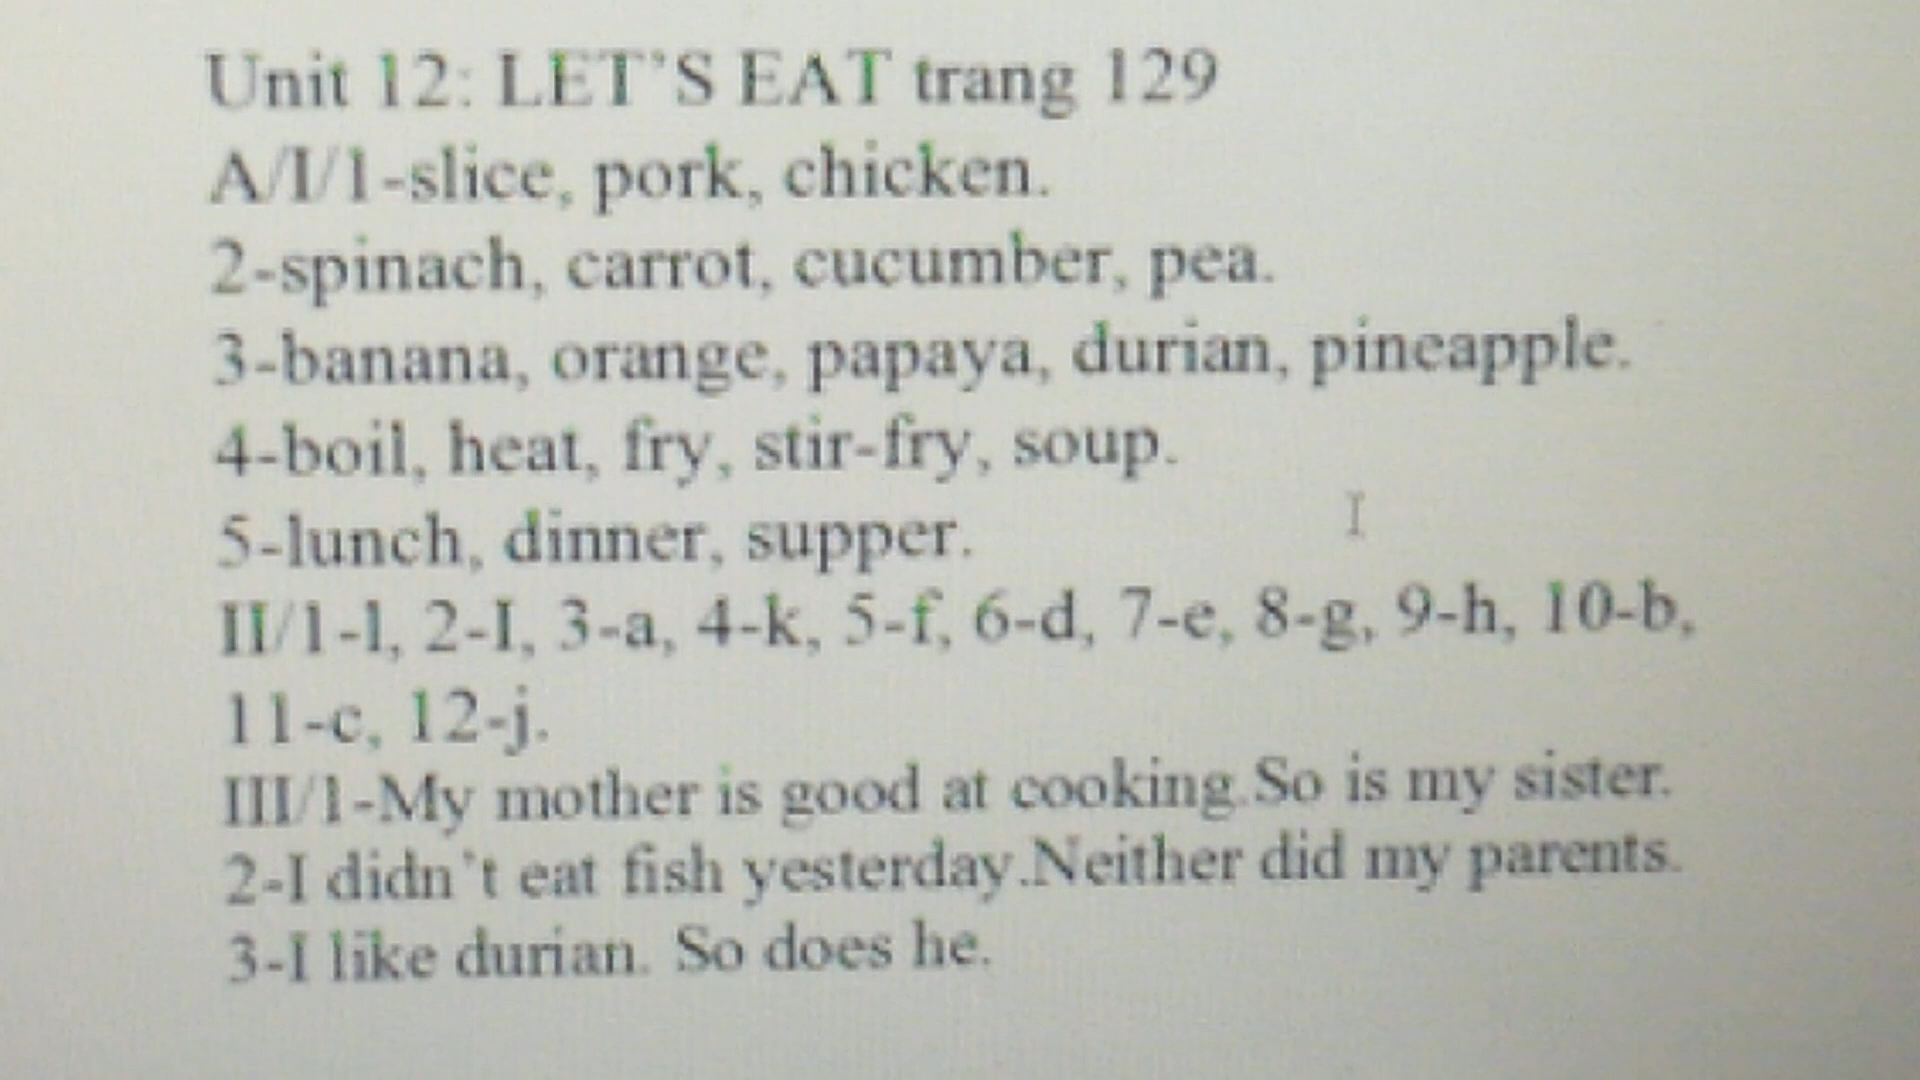 Unit 12: LET'S EAT trang 129
A/I/1-slice, pork, chicken.
2-spinach, carrot, cucumber, pea.
3-banana, orange, papaya, durian, pineapple.
4-boil, heat, fry, stir-fry, soup.
5-lunch, dinner, supper.
II/1-l, 2-I, 3-a, 4-k, 5-f, 6-d, 7-e, 8-g, 9-h, 10-b,
11-c, 12-j.
III/1-My mother is good at cooking.So is my sister.
2-I didn't eat fish yesterday.Neither did my parents.
3-I like durian. So does he.